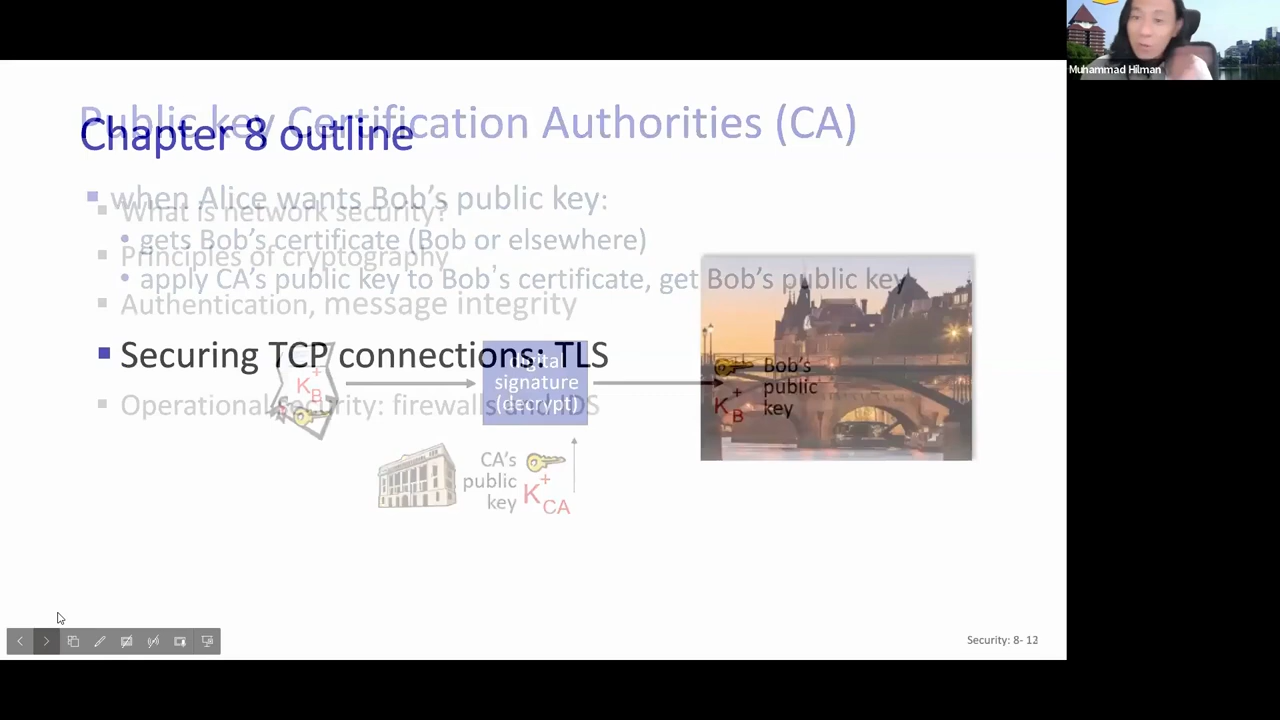 Muhammad Hilman
Public key Certification Authorities (CA)
Chapter 8 outline
when Alice wants Bob's public key:
What is network security?
gets Bob's certificate (Bob or elsewhere)
Principles of cryptography
apply CA's public key to Bob's certificate, get Bob's public key
Authentication, message integrity
Securing TCP connections: TLS
Operational security: firewalls and IDS
K+B
digital
signature
(decrypt)
Bob's
public
key
K+B
CA's
public
key
K+CA
Security: 8- 12